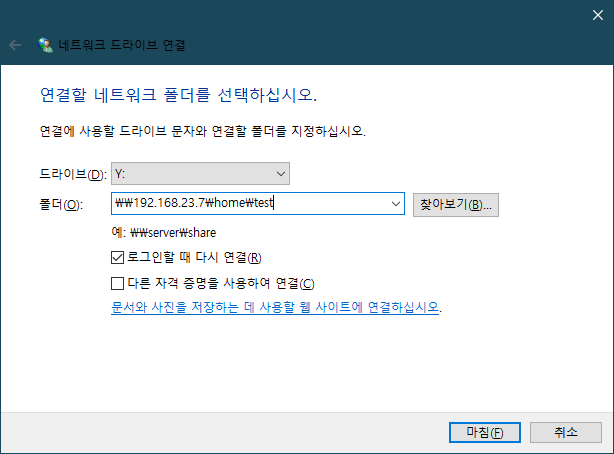 네트워크 드라이브 연결
연결할 네트워크 폴더를 선택하십시오.
연결에 사용할 드라이브 문자와 연결할 폴더를 지정하십시오.
드라이브(D): Y:
폴더(O): ₩₩192.168.23.7₩home₩test 찾아보기(B)...
예: ₩₩server₩share
로그인할 때 다시 연결(R)
다른 자격 증명을 사용하여 연결(C)
문서와 사진을 저장하는 데 사용할 웹 사이트에 연결하십시오.
마침(F) 취소